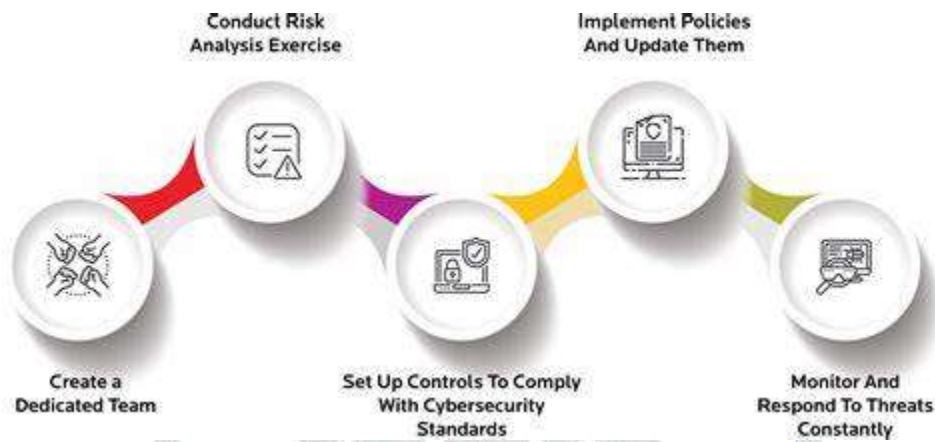 Conduct Risk
Analysis Exercise
Implement Policies
And Update Them
Create a
Dedicated Team
Set Up Controls To Comply
With Cybersecurity
Standards
Monitor And
Respond To Threats
Constantly